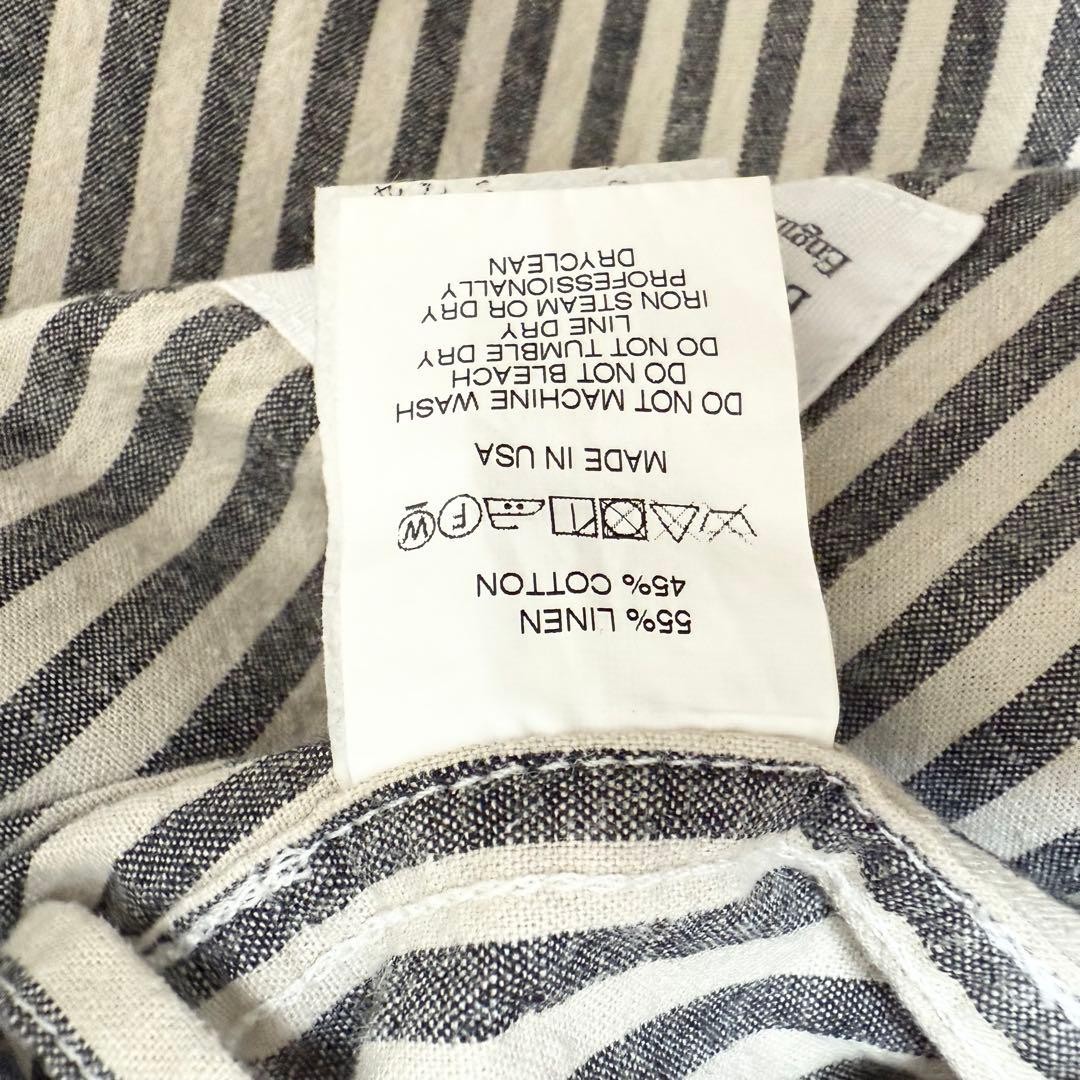 55% LINEN
45% COTTON
F W
MADE IN USA
DO NOT MACHINE WASH
DO NOT BLEACH
DO NOT TUMBLE DRY
LINE DRY
IRON STEAM OR DRY
PROFESSIONALLY
DRYCLEAN